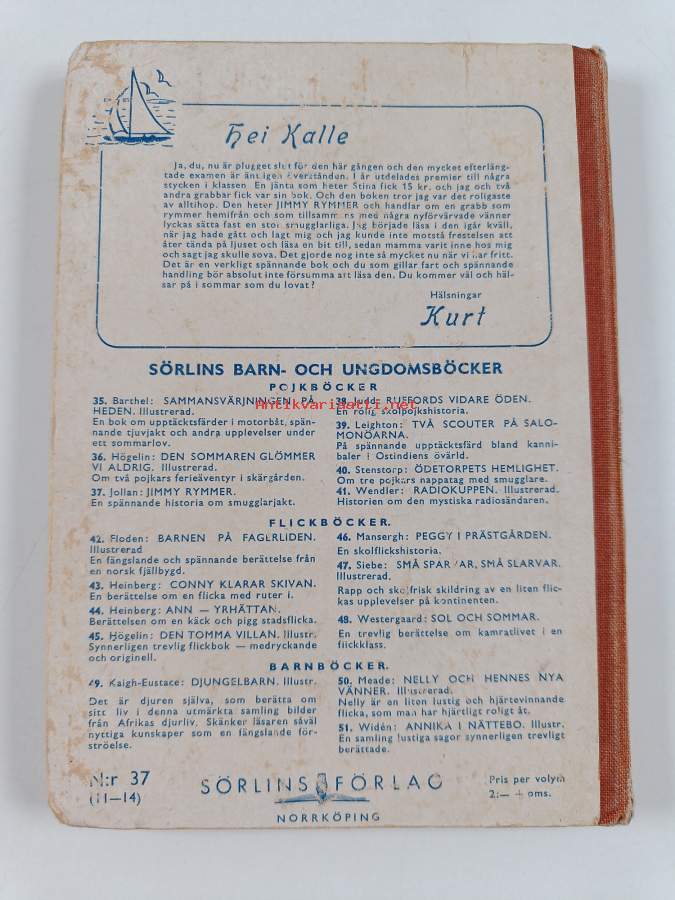 Hei Kalle
Ja, du, nu är plugget slut för den här gången och den mycket efterläng-
tade examen är äntligen överstånden. I år utdelades premier till några
stycken i klassen. En jänta som heter Stina fick 15 kr. och jag och två
andra grabbar fick var sin bok. Och den boken tror jag var det roligaste
av alltihop. Den heter JIMMY RYMMER och handlar om en grabb som
rymmer hemifrån och som tillsammans med några nyförvärvade vänner
lyckas sätta fast en stor smugglarliga. Jag började läsa i den igår kväll,
när jag hade gått och lagt mig och jag kunde inte motstå frestelsen att
åter tända på ljuset och läsa en bit till, sedan mamma varit inne hos mig
och sagt jag skulle sova. Det gjorde nog inte så mycket nu när vi har fritt.
Det är en verkligt spännande bok och du som gillar fart och spännande
handling bör absolut inte försumma att läsa den. Du kommer väl och häl-
sar på i sommar som du lovat?
Hälsningar
Kurt
SÖRLINS BARN- OCH UNGDOMSBÖCKER
POJKBÖCKER
35. Barthel: SAMMANSVÄRJNINGEN PÅ
HEDEN. Illustrerad.
En bok om upptäcktsfärder i motorbåt, spän-
nande tjuvjakt och andra upplevelser under
ett sommarlov.
36. Högelin: DEN SOMMAREN GLÖMMER
VI ALDRIG. Illustrerad.
Om två pojkars ferieäventyr i skärgården.
37. Jollan: JIMMY RYMMER.
En spännande historia om smugglarjakt.
38. Judd: RUFFORDS VIDARE ÖDEN.
En rolig skolpojkshistoria.
39. Leighton: TVÅ SCOUTER PÅ SALO-
MONÖARNA.
På spännande upptäcktsfärd bland kanni-
baler i Ostindiens övärld.
40. Stenstorp: ÖDETORPETS HEMLIGHET.
Om tre pojkars nappatag med smugglare.
41. Wendler: RADIOKUPPEN. Illustrerad.
Historien om den mystiska radiosändaren.
Antikvariaatti.net
FLICKBÖCKER.
42. Floden: BARNEN PÅ FAGERLIDEN.
Illustrerad
En fängslande och spännande berättelse från
en norsk fjällbygd.
43. Heinberg: CONNY KLARAR SKIVAN.
En berättelse om en flicka med ruter i.
44. Heinberg: ANN — YRHÄTTAN.
Berättelsen om en käck och pigg stadsflicka.
45. Högelin: DEN TOMMA VILLAN. Illustr.
Synnerligen trevlig flickbok — medryckande
och originell.
46. Mansergh: PEGGY I PRÄSTGÅRDEN.
En skolflickshistoria.
47. Siebe: SMÅ SPARVAR, SMÅ SLARVAR.
Illustrerad.
Rapp och skolfrisk skildring av en liten flic-
kas upplevelser på kontinenten.
48. Westergaard: SOL OCH SOMMAR.
En trevlig berättelse om kamratlivet i en
flickklass.
BARNBÖCKER.
49. Kaigh-Eustace: DJUNGELBARN. Illustr.
Det är djuren själva, som berätta om
sitt liv i denna utmärkta samling bilder
från Afrikas djurliv. Skänker läsaren såväl
nyttiga kunskaper som en fängslande för-
ströelse.
50. Meade: NELLY OCH HENNES NYA
VÄNNER. Illustrerad.
Nelly är en liten lustig och hjärtevinnande
flicka, som man har hjärtligt roligt åt.
51. Widén: ANNIKA I NÄTTEBO. Illustr.
En samling lustiga sagor synnerligen trevligt
berättade.
N:r 37
(11—14)
SÖRLINS FÖRLAG
NORRKÖPING
Pris per volym
2:— + oms.